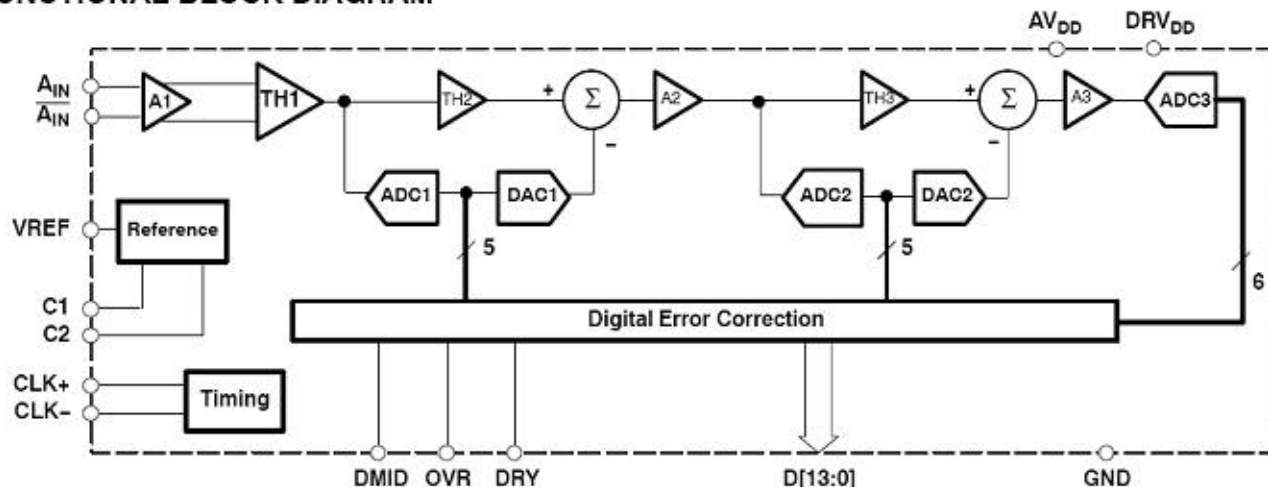 FUNCTIONAL BLOCK DIAGRAM
AVDD DRVDD
AIN
AIN
A1
TH1
TH2
+
Σ
−
A2
TH3
+
Σ
−
A3
ADC3
ADC1
DAC1
ADC2
DAC2
VREF
Reference
5
5
6
C1
C2
Digital Error Correction
CLK+
CLK−
Timing
DMID OVR DRY D[13:0] GND